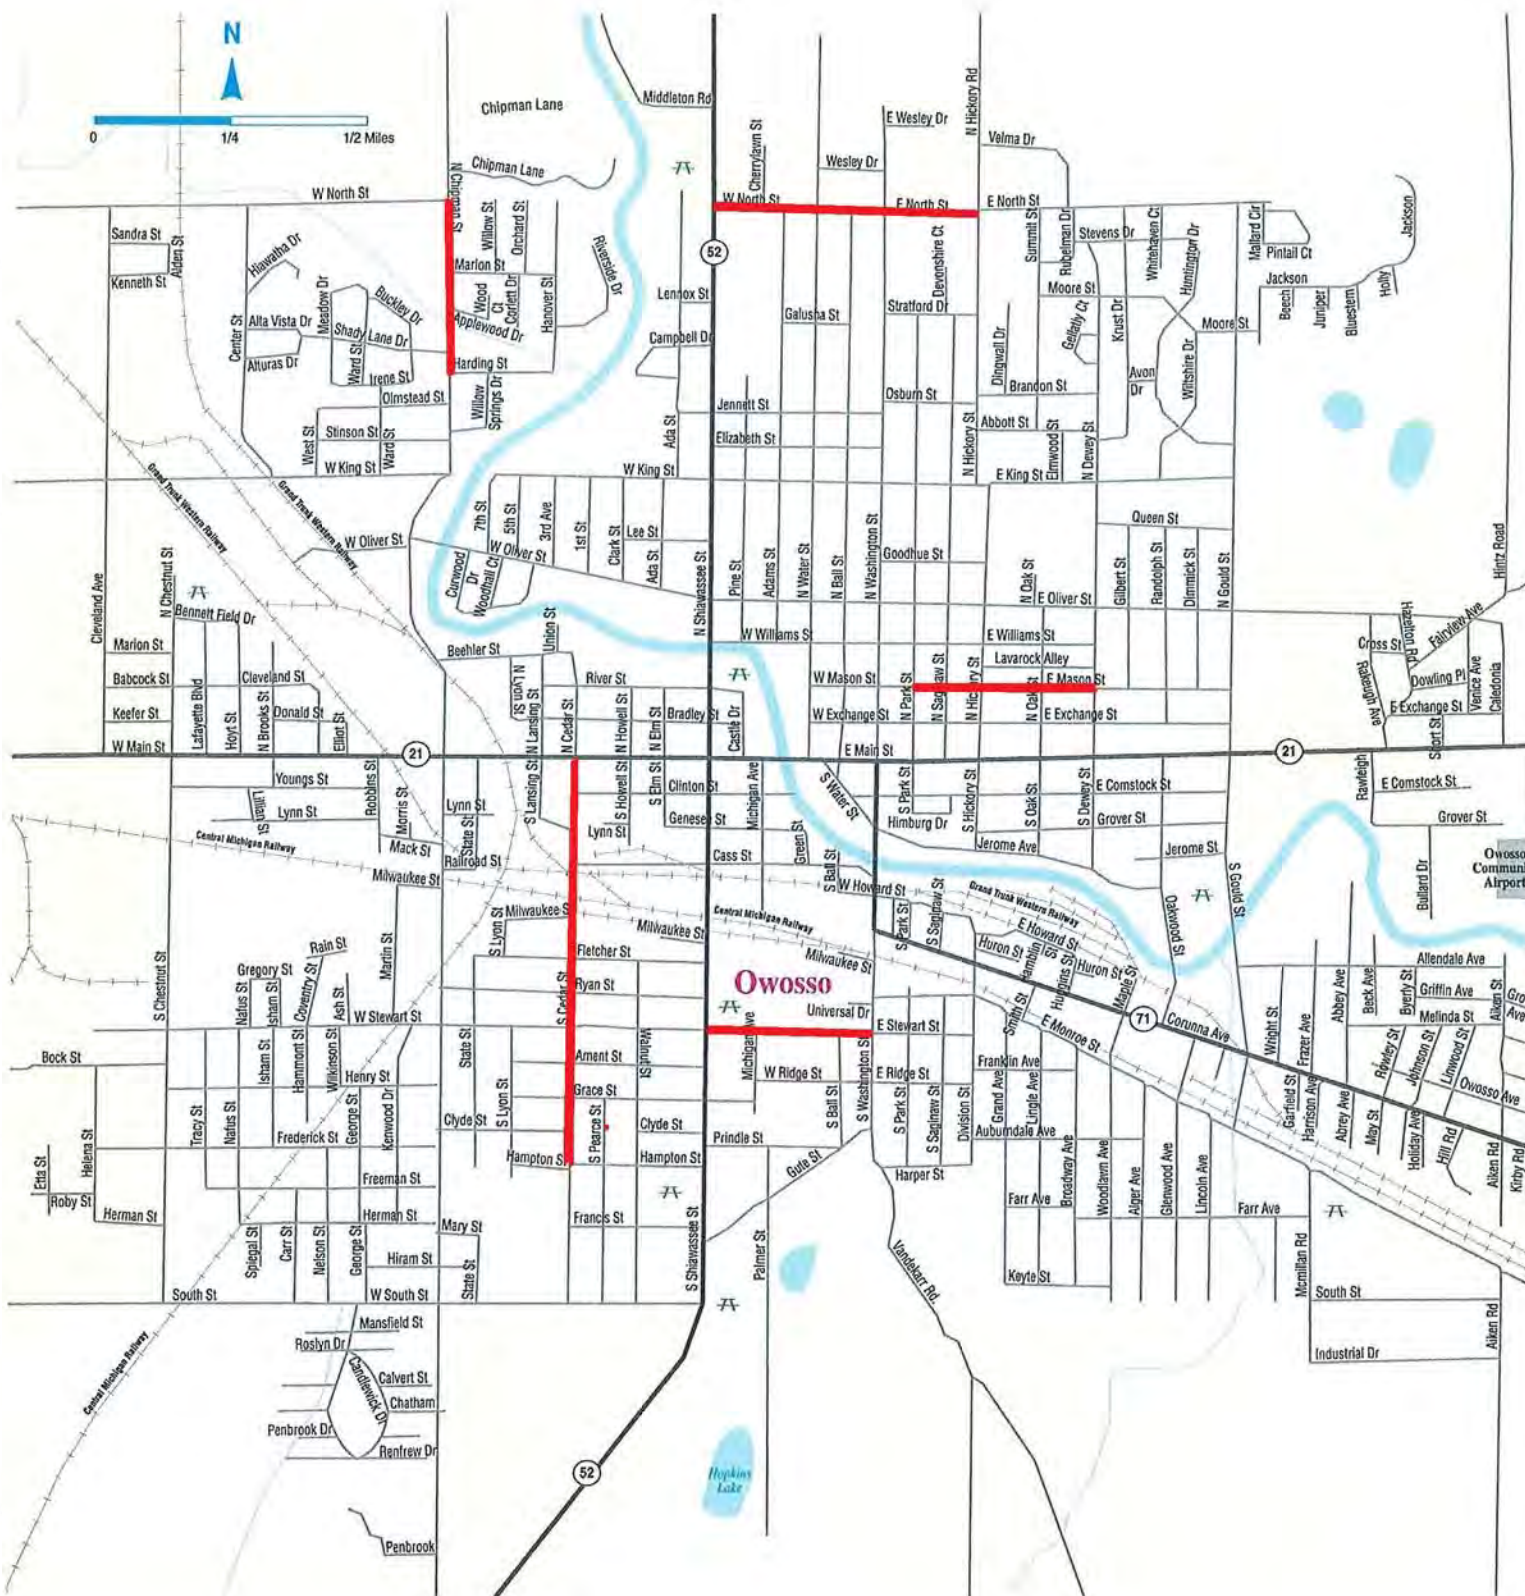 N
0 1/4 1/2 Miles
Chipman Lane
Middleton Rd
N Hickory Rd
E Wesley Dr
Cherrylawn St
Wesley Dr
Velma Dr
N Chipman St
Chipman Lane
W North St
W North St
E North St
E North St
Sandra St
Alden St
Kenneth St
Hiawatha Dr
Willow St
Orchard St
Riverside Dr
52
Devonshire Ct
Summit St
Rubelman Dr
Stevens Dr
Whitehaven Ct
Huntington Dr
Mallard Cir
Pintail Ct
Jackson
Jackson
Beech
Juniper
Bluestem
Holly
Marion St
Wood Ct
Corlett Dr
Hanover St
Applewood Dr
Meadow Dr
Buckley Dr
Lennox St
Moore St
Moore St
Stratford Dr
Galusha St
Gellatly Ct
Krust Dr
Wiltshire Dr
Center St
Alta Vista Dr
Shady Lane Dr
Ward St
Alturas Dr
Irene St
Campbell Dr
Dingwall Dr
Harding St
Willow Springs Dr
Olmstead St
Brandon St
Avon Dr
Osburn St
Jennett St
Abbott St
West St
Stinson St
Ward St
Ada St
Elizabeth St
N Hickory St
Elmwood St
N Dewey St
W King St
W King St
E King St
Grand Trunk Western Railway
Grand Trunk Western Railway
7th St
5th St
3rd Ave
1st St
Clark St
Lee St
Ada St
Queen St
W Oliver St
W Oliver St
Curwood Dr
Woodhall Ct
N Shiawassee St
Pine St
Adams St
N Water St
N Ball St
N Washington St
Goodhue St
N Oak St
E Oliver St
Gilbert St
Randolph St
Dimmick St
N Gould St
Hintz Road
Cleveland Ave
N Chestnut St
Bennett Field Dr
Union St
W Williams St
E Williams St
Lavarock Alley
Hazelton Rd
Fairview Ave
Cross St
Marion St
Beehler St
Babcock St
Cleveland St
Lafayette Blvd
Hoyt St
N Brooks St
Donald St
Elliot St
Keefer St
W Main St
N Lyon St
River St
N Lansing St
N Cedar St
N Howell St
N Elm St
Bradley St
Castle Dr
W Mason St
E Mason St
N Park St
N Saginaw St
N Hickory St
N Oak St
W Exchange St
E Exchange St
E Main St
Rakeugh Ave
Dowling Pl
Venice Ave
Caledonia
E Exchange St
Short St
21
21
Youngs St
Lillian St
Lynn St
Robbins St
Morris St
Mack St
Lynn St
State St
Railroad St
Milwaukee St
Central Michigan Railway
S Lansing St
S Howell St
S Elm St
Clinton St
Lynn St
Genesee St
Michigan Ave
Green St
Cass St
S Water St
S Ball St
W Howard St
S Park St
Himburg Dr
S Hickory St
S Oak St
S Dewey St
E Comstock St
Grover St
Jerome Ave
Jerome St
Rawleigh
E Comstock St
Grover St
Bullard Dr
Owosso
Communi
Airport
Grand Trunk Western Railway
Central Michigan Railway
S Gould St
Oakwood St
Milwaukee St
S Lyon St
Milwaukee St
Fletcher St
Ryan St
S Cedar St
Owosso
Milwaukee St
Universal Dr
S Park St
S Saginaw St
E Howard St
Huron St
Hamblin St
Huggins St
Huron St
Maple St
Smith St
71
Corunna Ave
E Monroe St
Allendale Ave
Abbey Ave
Beck Ave
Byerly St
Griffin Ave
Aiken St
Melinda St
Wright St
Frazer Ave
Rowley St
Johnson St
Linwood St
Owosso Ave
S Chestnut St
Rain St
Gregory St
Natus St
Isham St
Coventry St
Ash St
Martin St
W Stewart St
E Stewart St
Bock St
Isham St
Hammont St
Wilkinson St
Henry St
State St
Ament St
Walnut St
Grace St
S Lyon St
Michigan Ave
W Ridge St
E Ridge St
S Washington St
Franklin Ave
Grand Ave
Lingle Ave
Tracy St
Natus St
Frederick St
George St
Kenwood Dr
Clyde St
S Pearce St
Clyde St
Prindle St
S Ball St
S Park St
S Saginaw St
Division St
Auburndale Ave
Garfield St
Harrison Ave
Abrey Ave
May St
Holiday Ave
Hill Rd
Aiken Rd
Kirby Rd
Helena St
Etta St
Roby St
Hampton St
Hampton St
Gute St
Harper St
Freeman St
Broadway Ave
Woodlawn Ave
Alger Ave
Glenwood Ave
Lincoln Ave
Farr Ave
Farr Ave
Herman St
Herman St
Mary St
Francis St
Spiegal St
Carr St
Nelson St
George St
Hiram St
State St
S Shiawassee St
Palmer St
Vandekarr Rd.
Keyte St
Mcmillan Rd
South St
W South St
South St
Mansfield St
Roslyn Dr
Candlewick Dr
Calvert St
Chatham
Penbrook Dr
Renfrew Dr
Industrial Dr
Aiken Rd
Central Michigan Railway
52
Hopkins
Lake
Penbrook